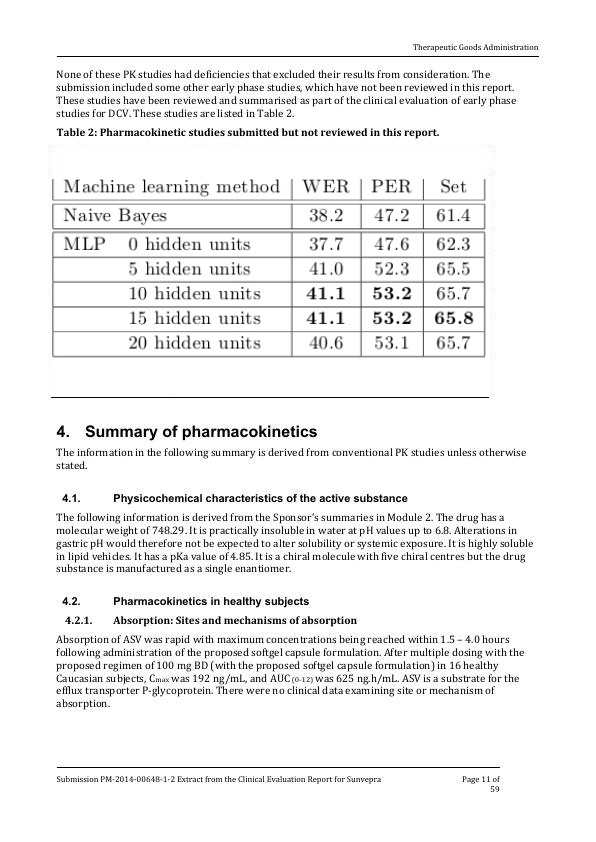 Therapeutic Goods Administration
None of these PK studies had deficiencies that excluded their results from consideration. The
submission included some other early phase studies, which have not been reviewed in this report.
These studies have been reviewed and summarised as part of the clinical evaluation of early phase
studies for DCV. These studies are listed in Table 2.
Table 2: Pharmacokinetic studies submitted but not reviewed in this report.
Machine learning method WER PER Set
Naive Bayes 38.2 47.2 61.4
MLP 0 hidden units 37.7 47.6 62.3
5 hidden units 41.0 52.3 65.5
10 hidden units 41.1 53.2 65.7
15 hidden units 41.1 53.2 65.8
20 hidden units 40.6 53.1 65.7
4. Summary of pharmacokinetics
The information in the following summary is derived from conventional PK studies unless otherwise
stated.
4.1. Physicochemical characteristics of the active substance
The following information is derived from the Sponsor's summaries in Module 2. The drug has a
molecular weight of 748.29. It is practically insoluble in water at pH values up to 6.8. Alterations in
gastric pH would therefore not be expected to alter solubility or systemic exposure. It is highly soluble
in lipid vehicles. It has a pKa value of 4.85. It is a chiral molecule with five chiral centres but the drug
substance is manufactured as a single enantiomer.
4.2. Pharmacokinetics in healthy subjects
4.2.1. Absorption: Sites and mechanisms of absorption
Absorption of ASV was rapid with maximum concentrations being reached within 1.5 – 4.0 hours
following administration of the proposed softgel capsule formulation. After multiple dosing with the
proposed regimen of 100 mg BD (with the proposed softgel capsule formulation) in 16 healthy
Caucasian subjects, Cmax was 192 ng/mL, and AUC (0-12) was 625 ng.h/mL. ASV is a substrate for the
efflux transporter P-glycoprotein. There were no clinical data examining site or mechanism of
absorption.
Submission PM-2014-00648-1-2 Extract from the Clinical Evaluation Report for Sunvepra Page 11 of
59